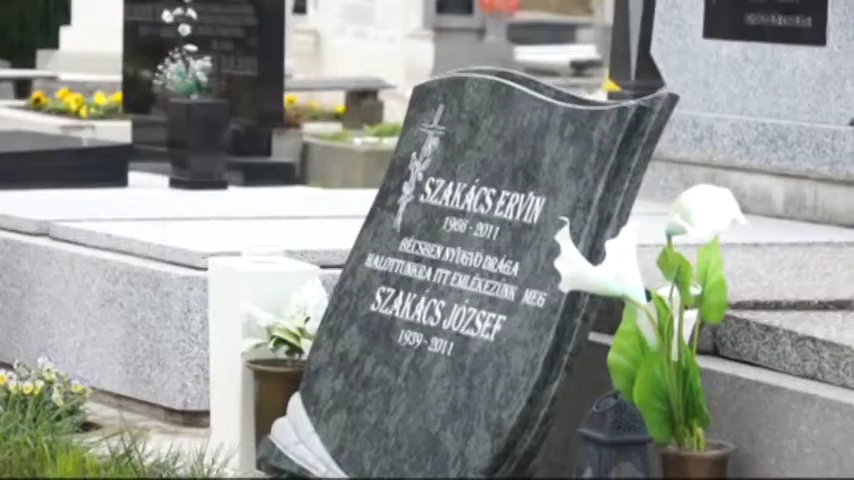 SZAKÁCS ERVIN
1966 - 2011
BÉCSBEN NYUGVÓ DRÁGA
HALOTTUNKRA ITT EMLÉKEZÜNK MEG
SZAKÁCS JÓZSEF
1939 - 2011